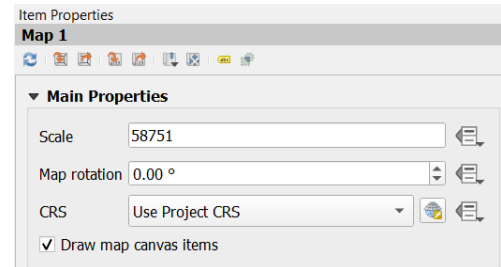 Item Properties
Map 1
abc
Main Properties
Scale 58751
Map rotation 0.00 °
CRS Use Project CRS
Draw map canvas items